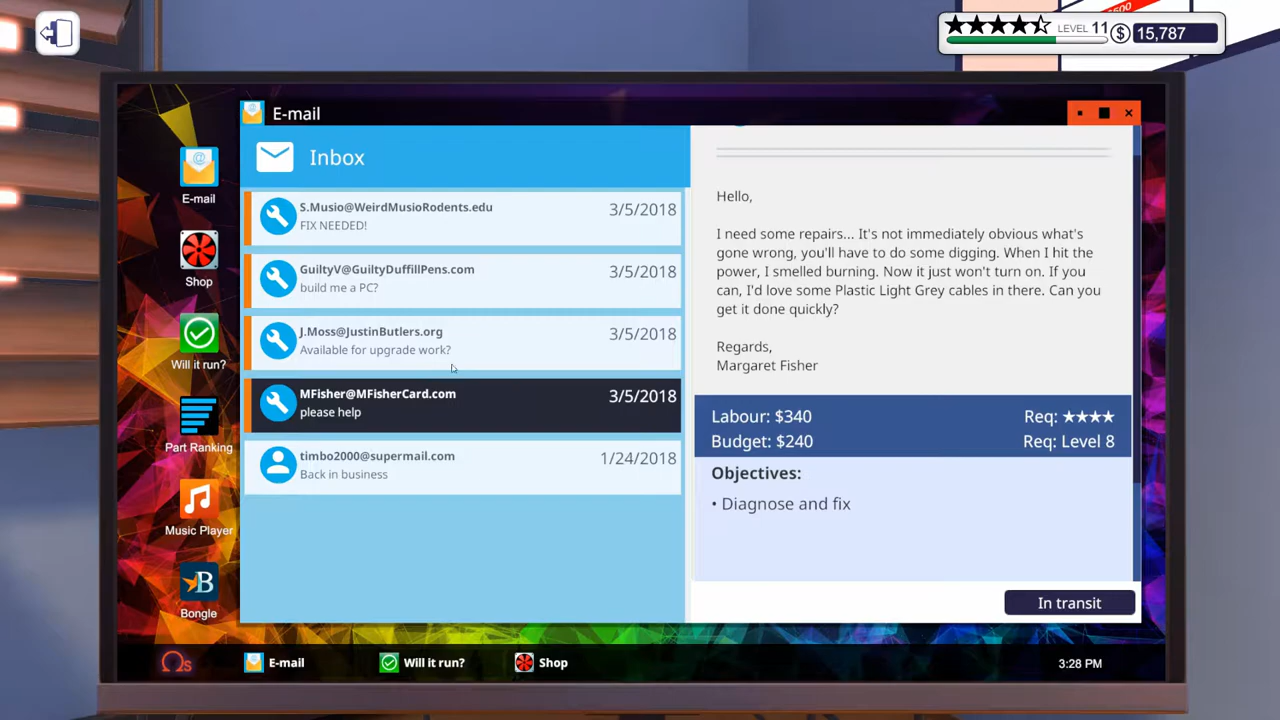 LEVEL 11
$ 15,787
E-mail
Inbox
S.Musio@WeirdMusioRodents.edu 3/5/2018
FIX NEEDED!
GuiltyV@GuiltyDuffillPens.com 3/5/2018
build me a PC?
J.Moss@JustinButlers.org 3/5/2018
Available for upgrade work?
MFisher@MFisherCard.com 3/5/2018
please help
timbo2000@supermail.com 1/24/2018
Back in business
Hello,
I need some repairs... It's not immediately obvious what's
gone wrong, you'll have to do some digging. When I hit the
power, I smelled burning. Now it just won't turn on. If you
can, I'd love some Plastic Light Grey cables in there. Can you
get it done quickly?
Regards,
Margaret Fisher
Labour: $340 Req: ★★★★
Budget: $240 Req: Level 8
Objectives:
• Diagnose and fix
In transit
E-mail
Shop
Will it run?
Part Ranking
Music Player
Bongle
Ωs
E-mail
Will it run?
Shop
3:28 PM